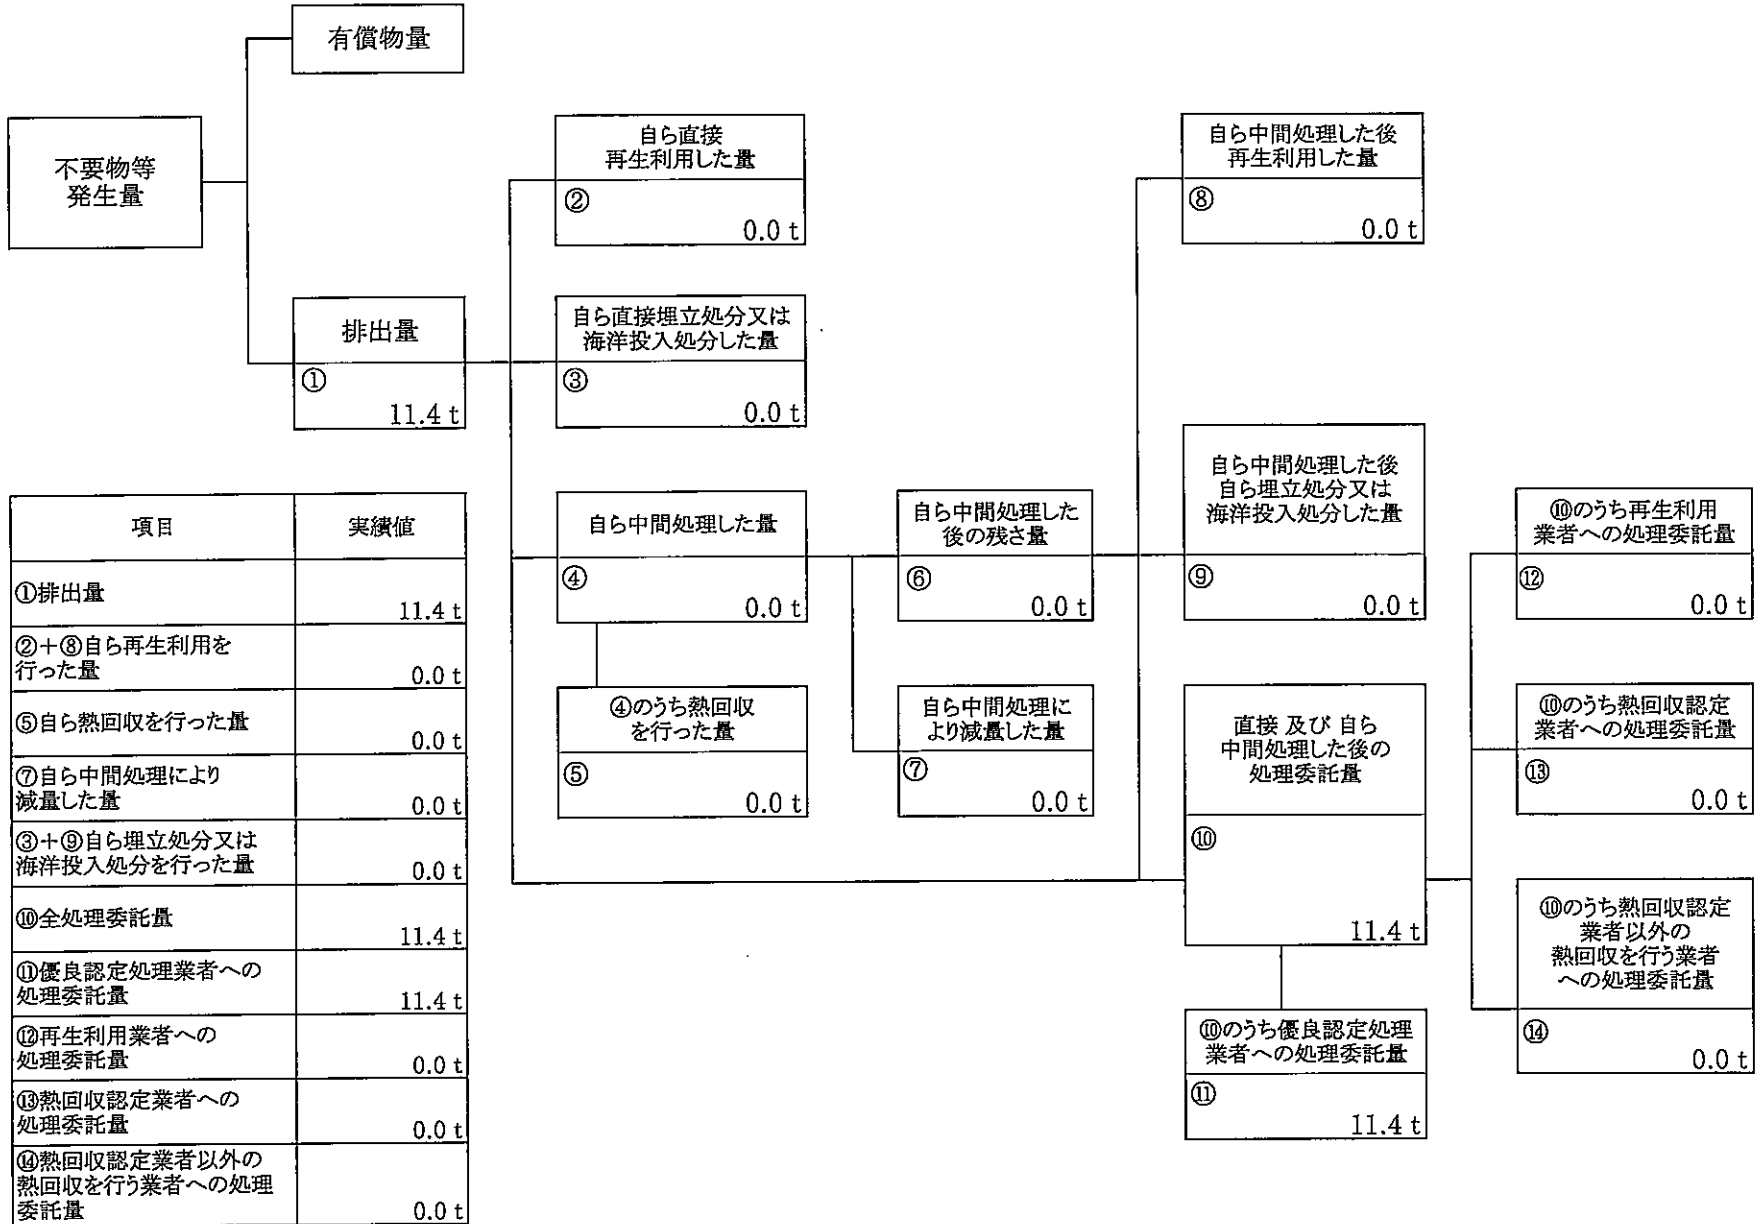 有償物量
不要物等
発生量
排出量
①
11.4 t
自ら直接
再生利用した量
②
0.0 t
自ら直接埋立処分又は
海洋投入処分した量
③
0.0 t
自ら中間処理した量
④
0.0 t
④のうち熱回収
を行った量
⑤
0.0 t
自ら中間処理した
後の残さ量
⑥
0.0 t
自ら中間処理に
より減量した量
⑦
0.0 t
自ら中間処理した後
再生利用した量
⑧
0.0 t
自ら中間処理した後
自ら埋立処分又は
海洋投入処分した量
⑨
0.0 t
直接 及び 自ら
中間処理した後の
処理委託量
⑩
11.4 t
⑩のうち優良認定処理
業者への処理委託量
⑪
11.4 t
⑩のうち再生利用
業者への処理委託量
⑫
0.0 t
⑩のうち熱回収認定
業者への処理委託量
⑬
0.0 t
⑩のうち熱回収認定
業者以外の
熱回収を行う業者
への処理委託量
⑭
0.0 t
項目 実績値
①排出量
11.4 t
②+⑧自ら再生利用を
行った量
0.0 t
⑤自ら熱回収を行った量
0.0 t
⑦自ら中間処理により
減量した量
0.0 t
③+⑨自ら埋立処分又は
海洋投入処分を行った量
0.0 t
⑩全処理委託量
11.4 t
⑪優良認定処理業者への
処理委託量
11.4 t
⑫再生利用業者への
処理委託量
0.0 t
⑬熱回収認定業者への
処理委託量
0.0 t
⑭熱回収認定業者以外の
熱回収を行う業者への処理
委託量
0.0 t